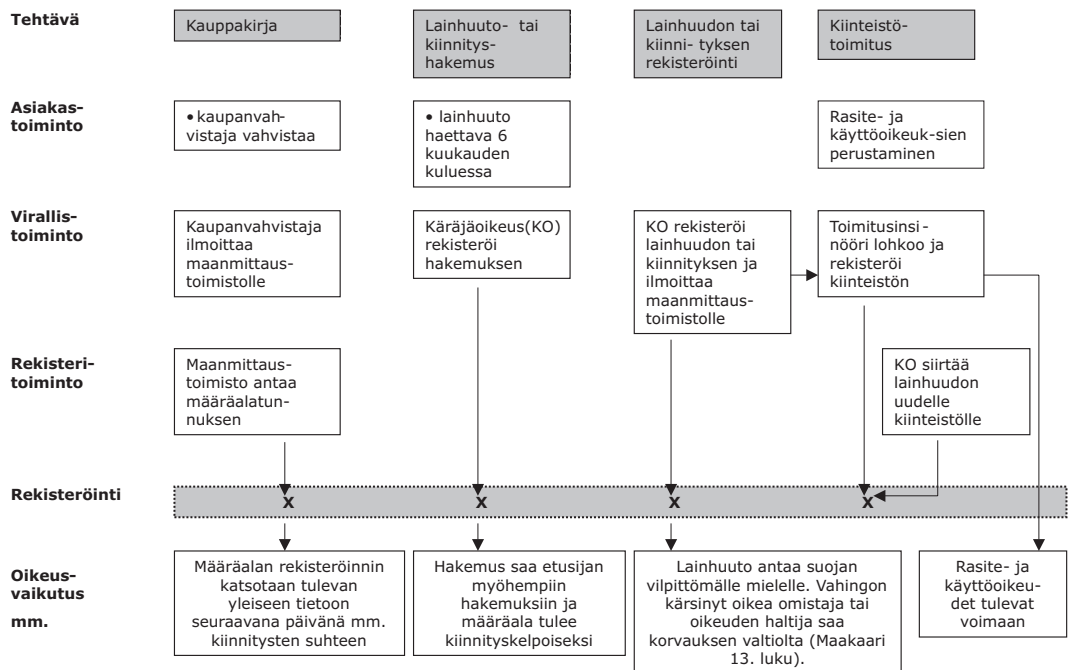 Tehtävä
Kauppakirja
Lainhuuto- tai
kiinnitys-
hakemus
Lainhuudon tai
kiinni- tyksen
rekisteröinti
Kiinteistö-
toimitus
Asiakas-
toiminto
• kaupanvah-
vistaja vahvistaa
• lainhuuto
haettava 6
kuukauden
kuluessa
Rasite- ja
käyttöoikeuk-sien
perustaminen
Virallis-
toiminto
Kaupanvahvistaja
ilmoittaa
maanmittaus-
toimistolle
Käräjäoikeus(KO)
rekisteröi
hakemuksen
KO rekisteröi
lainhuudon tai
kiinnityksen ja
ilmoittaa
maanmittaus-
toimistolle
Toimitusinsi-
nööri lohkoo ja
rekisteröi
kiinteistön
Rekisteri-
toiminto
Maanmittaus-
toimisto antaa
määräalatun-
nuksen
KO siirtää
lainhuudon
uudelle
kiinteistölle
Rekisteröinti
X X X X
Oikeus-
vaikutus
mm.
Määräalan rekisteröinnin
katsotaan tulevan
yleiseen tietoon
seuraavana päivänä mm.
kiinnitysten suhteen
Hakemus saa etusijan
myöhempiin
hakemuksiin ja
määräala tulee
kiinnityskelpoiseksi
Lainhuuto antaa suojan
vilpittömälle mielelle. Vahingon
kärsinyt oikea omistaja tai
oikeuden haltija saa
korvauksen valtiolta (Maakaari
13. luku).
Rasite- ja
käyttöoikeu-
det tulevat
voimaan